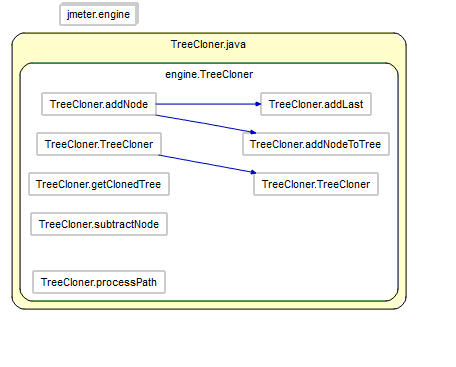 jmeter.engine
TreeCloner.java
engine.TreeCloner
TreeCloner.addNode
TreeCloner.addLast
TreeCloner.TreeCloner
TreeCloner.addNodeToTree
TreeCloner.getClonedTree
TreeCloner.TreeCloner
TreeCloner.subtractNode
TreeCloner.processPath